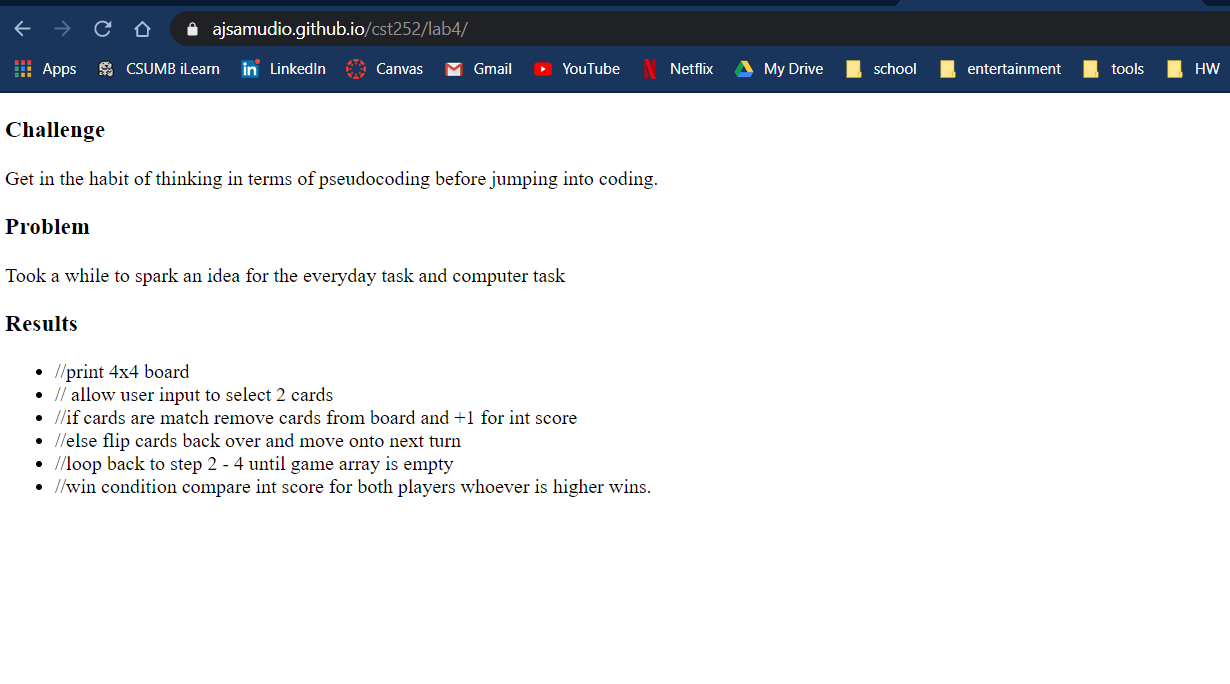 ajsamudio.github.io/cst252/lab4/
Apps CSUMB iLearn LinkedIn Canvas Gmail YouTube Netflix My Drive school entertainment tools HW
Challenge
Get in the habit of thinking in terms of pseudocoding before jumping into coding.
Problem
Took a while to spark an idea for the everyday task and computer task
Results
//print 4x4 board
// allow user input to select 2 cards
//if cards are match remove cards from board and +1 for int score
//else flip cards back over and move onto next turn
//loop back to step 2 - 4 until game array is empty
//win condition compare int score for both players whoever is higher wins.